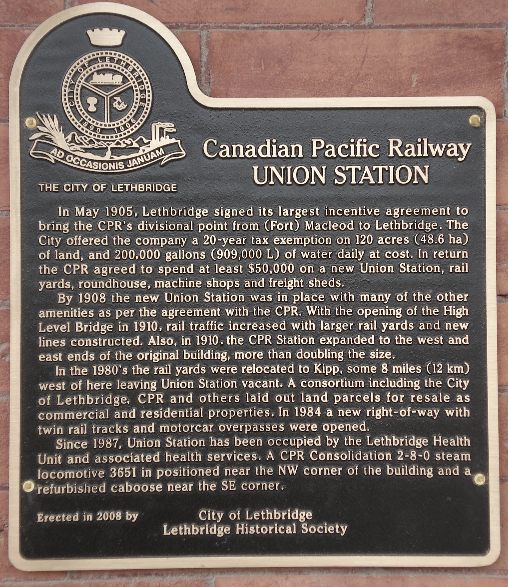 CITY OF LETHBRIDGE
AD OCCASIONIS JANUAM
THE CITY OF LETHBRIDGE
Canadian Pacific Railway
UNION STATION
In May 1905, Lethbridge signed its largest incentive agreement to
bring the CPR's divisional point from (Fort) Macleod to Lethbridge. The
City offered the company a 20-year tax exemption on 120 acres (48.6 ha)
of land, and 200,000 gallons (909,000 L) of water daily at cost. In return
the CPR agreed to spend at least $50,000 on a new Union Station, rail
yards, roundhouse, machine shops and freight sheds.
By 1908 the new Union Station was in place with many of the other
amenities as per the agreement with the CPR. With the opening of the High
Level Bridge in 1910, rail traffic increased with larger rail yards and new
lines constructed. Also, in 1910, the CPR Station expanded to the west and
east ends of the original building, more than doubling the size.
In the 1980's the rail yards were relocated to Kipp, some 8 miles (12 km)
west of here leaving Union Station vacant. A consortium including the City
of Lethbridge, CPR and others laid out land parcels for resale as
commercial and residential properties. In 1984 a new right-of-way with
twin rail tracks and motorcar overpasses were opened.
Since 1987, Union Station has been occupied by the Lethbridge Health
Unit and associated health services. A CPR Consolidation 2-8-0 steam
locomotive 3651 in positioned near the NW corner of the building and a
refurbished caboose near the SE corner.
Erected in 2008 by City of Lethbridge
Lethbridge Historical Society